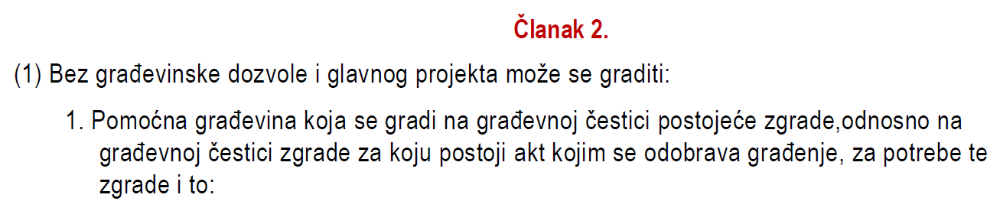 Članak 2.
(1) Bez građevinske dozvole i glavnog projekta može se graditi:
1. Pomoćna građevina koja se gradi na građevnoj čestici postojeće zgrade,odnosno na
građevnoj čestici zgrade za koju postoji akt kojim se odobrava građenje, za potrebe te
zgrade i to: